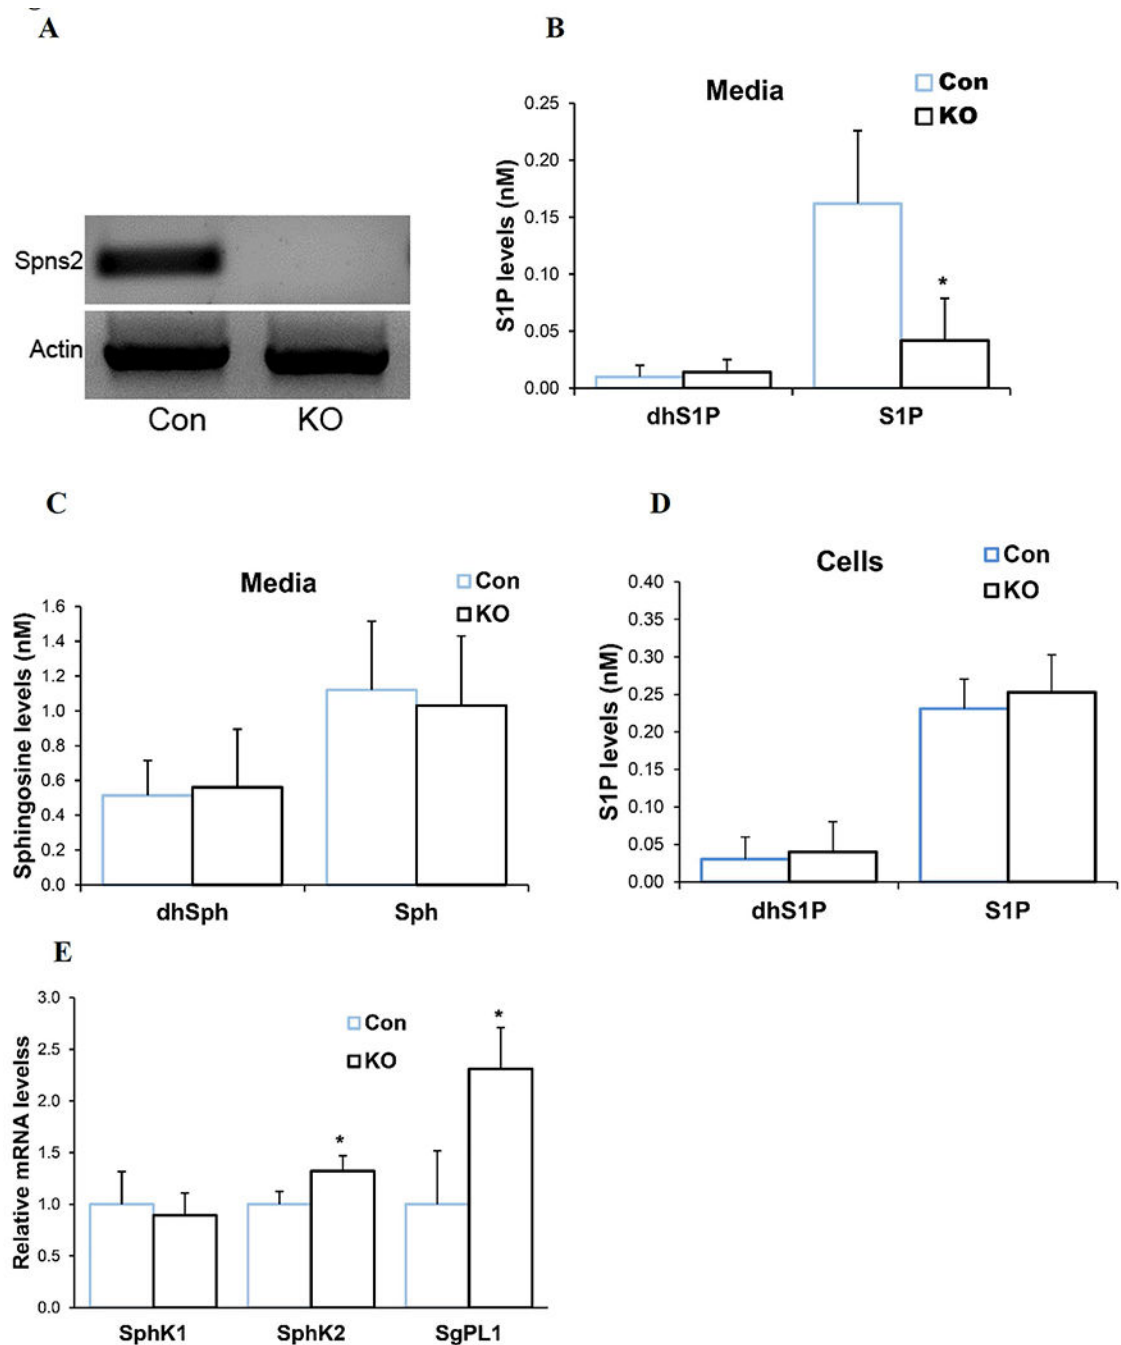 A
Spns2
Actin
Con KO
B
Media
Con
KO
S1P levels (nM)
0.25
0.20
0.15
0.10
0.05
0.00
*
dhS1P S1P
C
Media
Con
KO
Sphingosine levels (nM)
1.6
1.4
1.2
1.0
0.8
0.6
0.4
0.2
0.0
dhSph Sph
D
Cells
Con
KO
S1P levels (nM)
0.40
0.35
0.30
0.25
0.20
0.15
0.10
0.05
0.00
dhS1P S1P
E
Con
KO
Relative mRNA levelss
3.0
2.5
2.0
1.5
1.0
0.5
0.0
* *
SphK1 SphK2 SgPL1